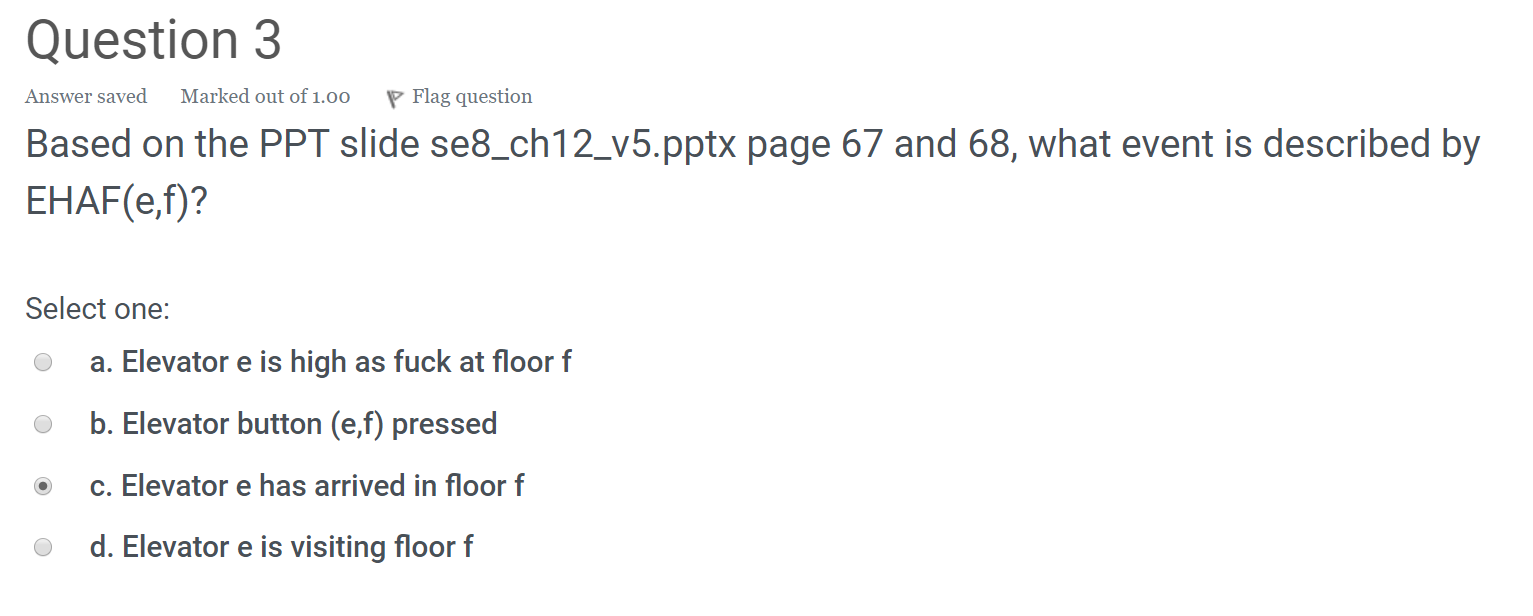 Question 3
Answer saved Marked out of 1.00 Flag question
Based on the PPT slide se8_ch12_v5.pptx page 67 and 68, what event is described by
EHAF(e,f)?
Select one:
a. Elevator e is high as fuck at floor f
b. Elevator button (e,f) pressed
c. Elevator e has arrived in floor f
d. Elevator e is visiting floor f